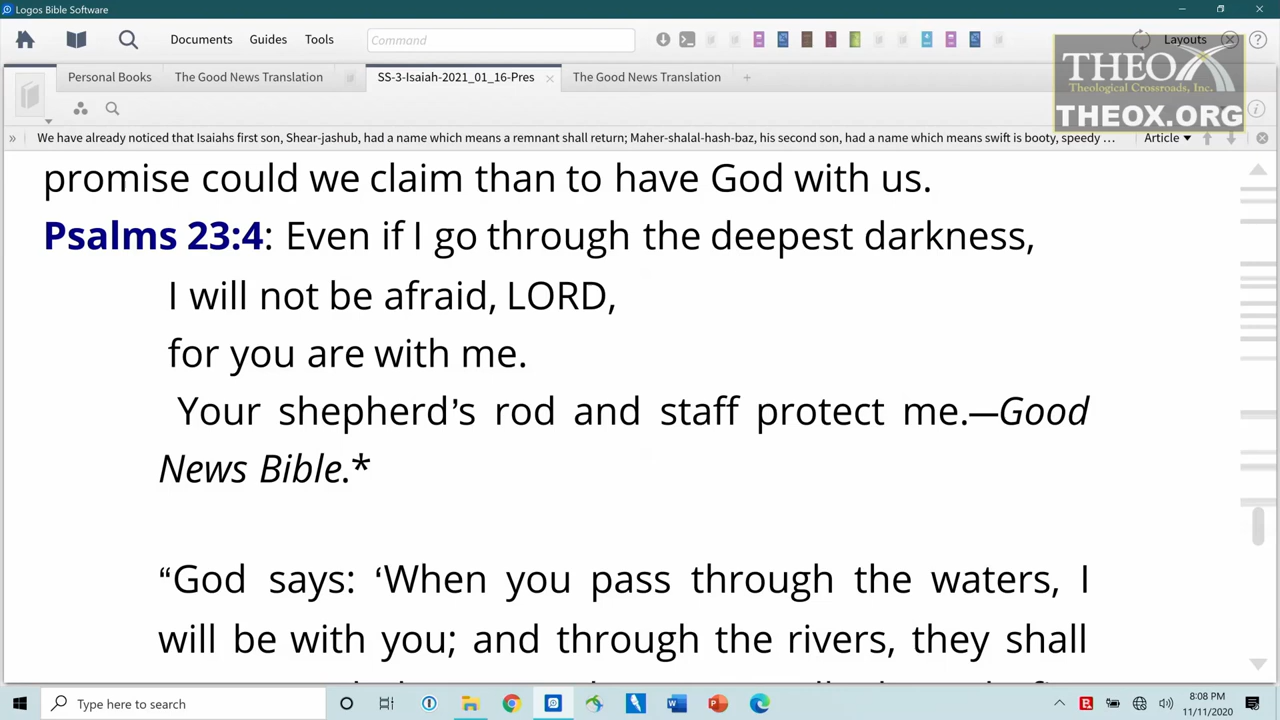 Logos Bible Software
Documents Guides Tools Command Layouts
THEOX
Theological Crossroads, Inc.
THEOX.ORG
Personal Books The Good News Translation SS-3-Isaiah-2021_01_16-Pres The Good News Translation
» We have already noticed that Isaiahs first son, Shear-jashub, had a name which means a remnant shall return; Maher-shalal-hash-baz, his second son, had a name which means swift is booty, speedy ... Article
promise could we claim than to have God with us.
Psalms 23:4: Even if I go through the deepest darkness,
I will not be afraid, LORD,
for you are with me.
Your shepherd’s rod and staff protect me.—Good
News Bible.*
“God says: ‘When you pass through the waters, I
will be with you; and through the rivers, they shall
Type here to search
8:08 PM
11/11/2020